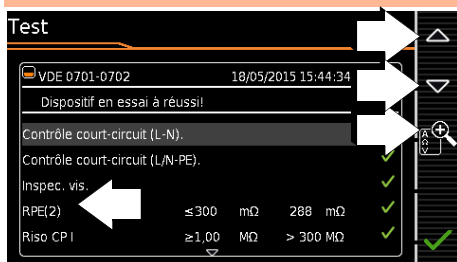 Test
VDE 0701-0702 18/05/2015 15:44:34
Dispositif en essai à réussi!
Contrôle court-circuit (L-N).
Contrôle court-circuit (L/N-PE).
Inspec. vis.
RPE(2) ≤300 mΩ 288 mΩ
Riso CP I ≥1,00 MΩ > 300 MΩ